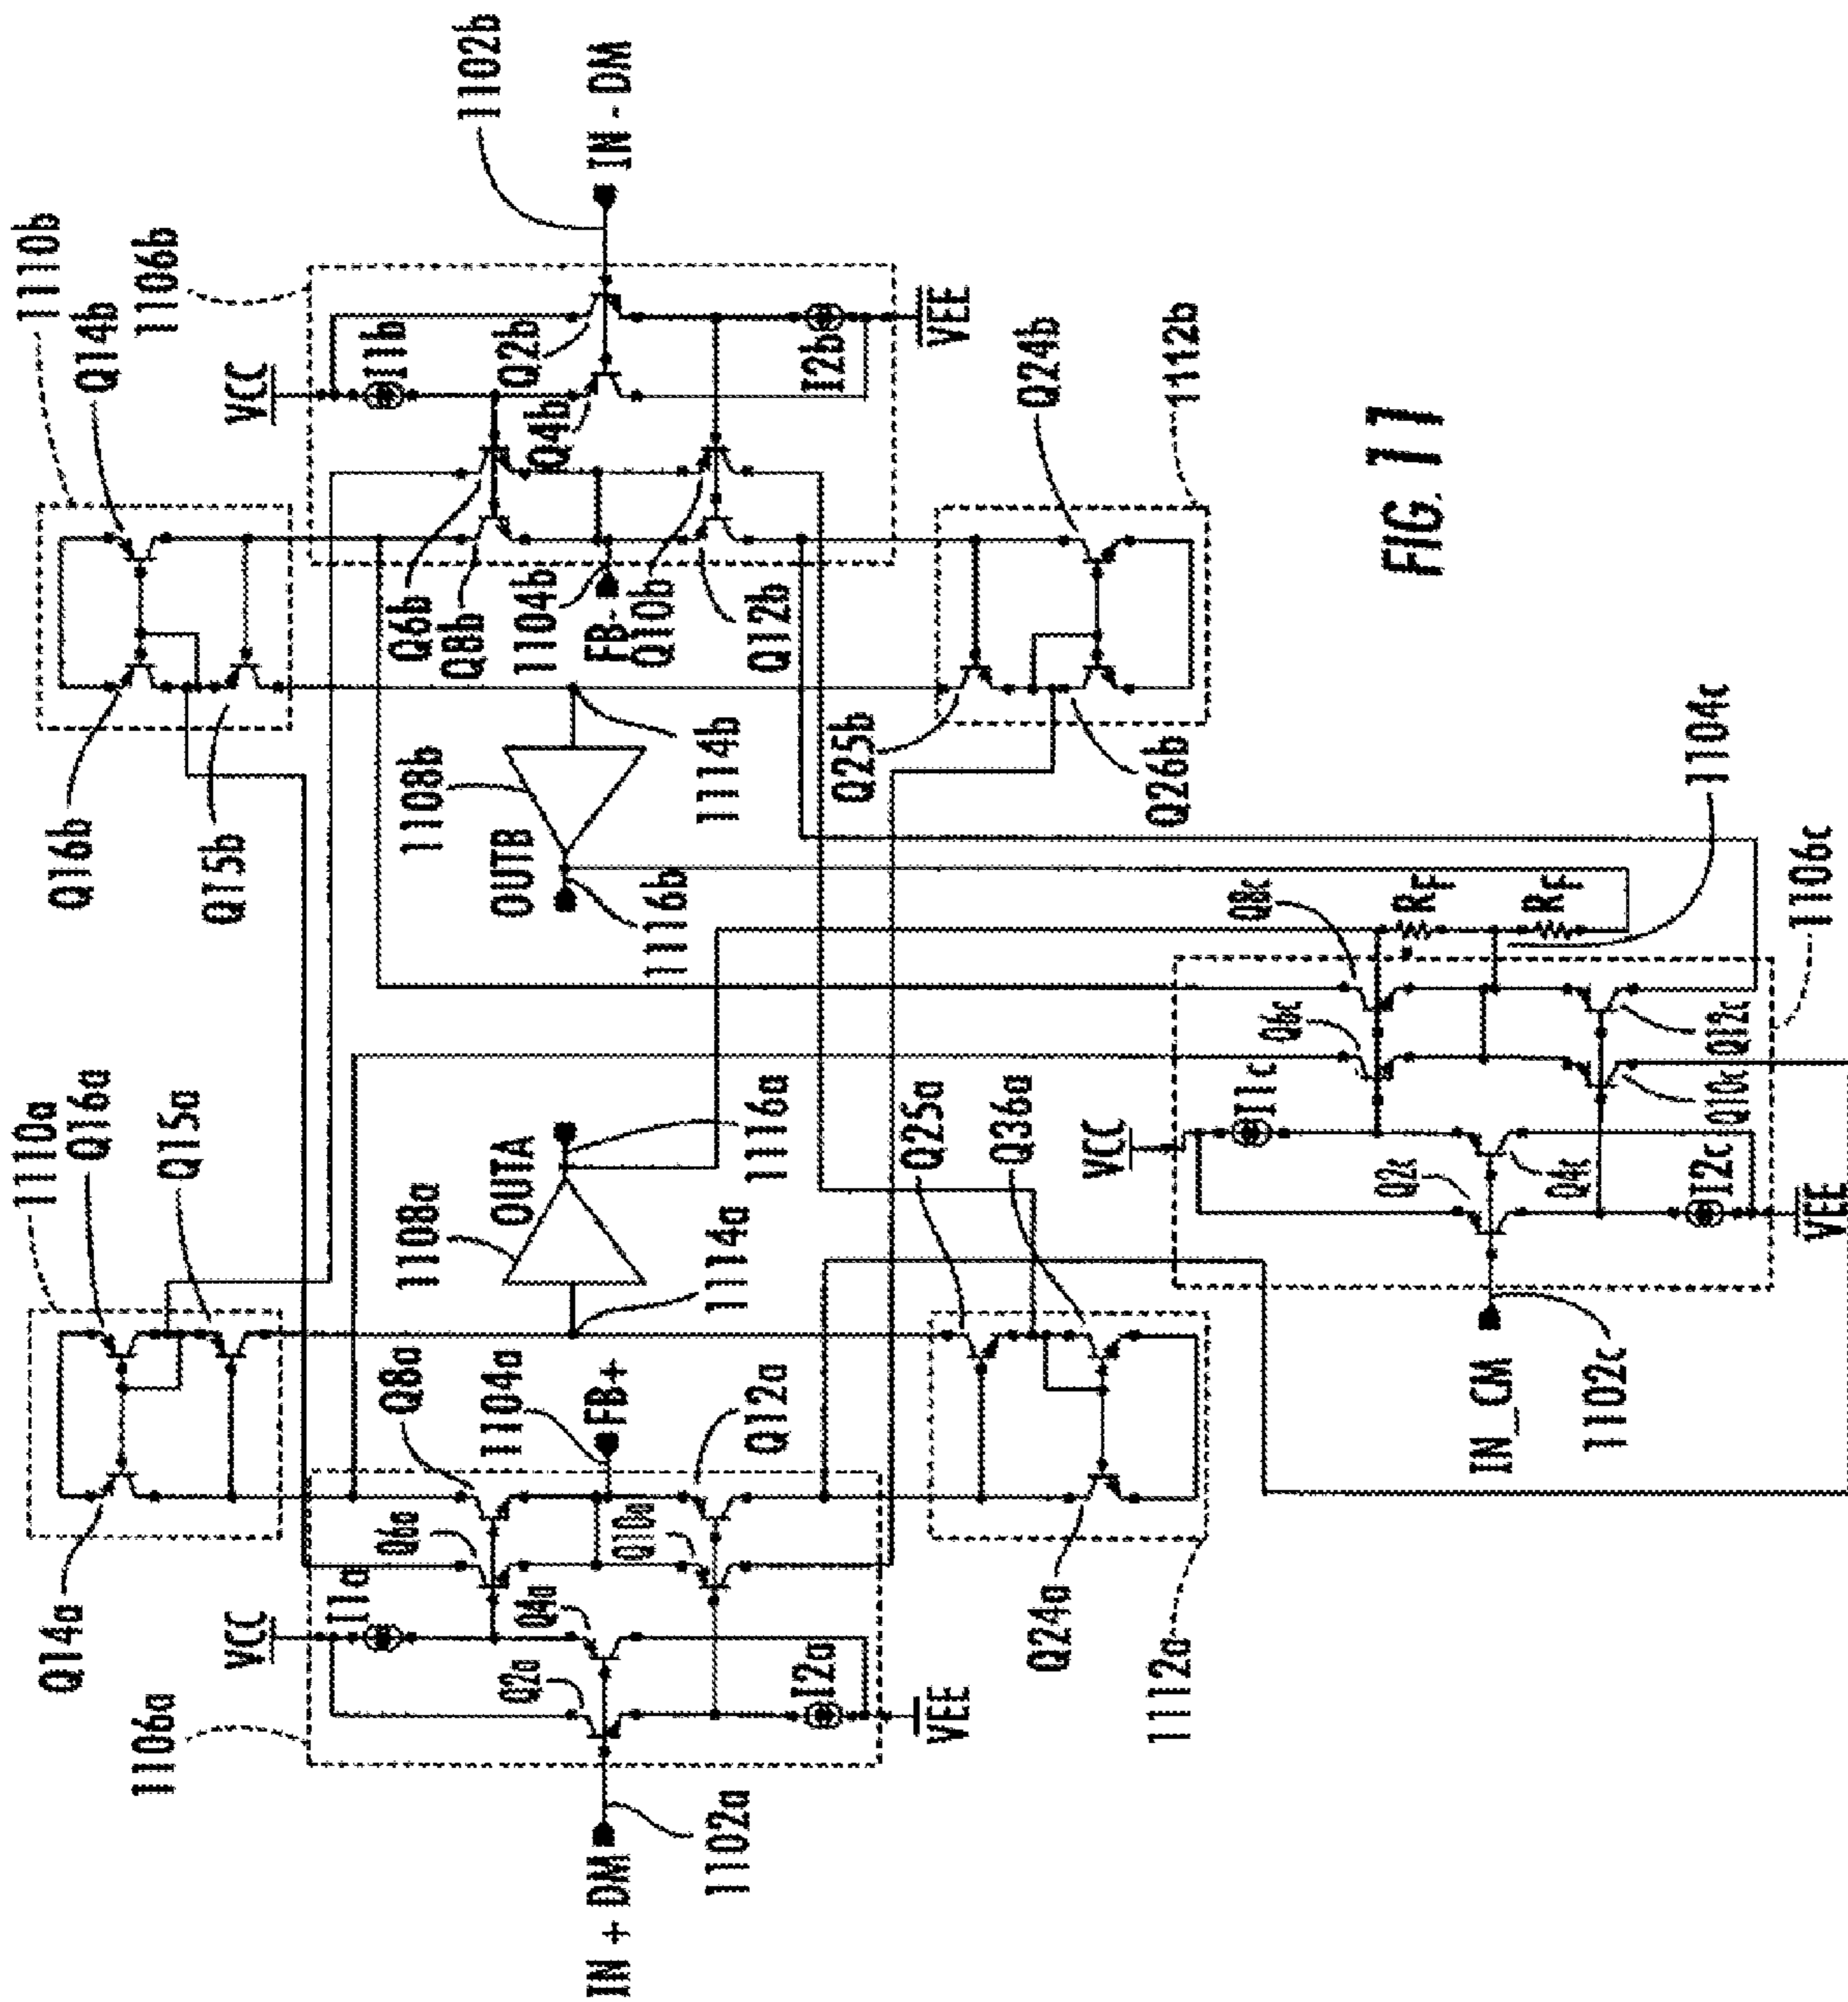 1110a
Q16a
Q15a
Q14a
VCC
I1a
1106a
Q8a
Q6a
1104a
FB+
Q4a
Q2a
Q10a
Q12a
IN + DM
1102a
I2a
VEE
1112a
Q24a
Q25a
Q36a
1108a
OUTA
1116a
1114a
1110b
Q14b
Q16b
Q15b
VCC
I1b
1106b
1102b
IN - DM
Q2b
Q4b
Q6b
Q8b
1104b
FB-
Q10b
Q12b
I2b
VEE
1112b
Q24b
Q25b
Q26b
1108b
OUTB
1116b
1114b
VCC
I1c
Q6c
Q8c
RF
RF
1104c
1106c
Q2c
Q4c
Q10c
Q12c
I2c
VEE
IN_CM
1102c
FIG. 11